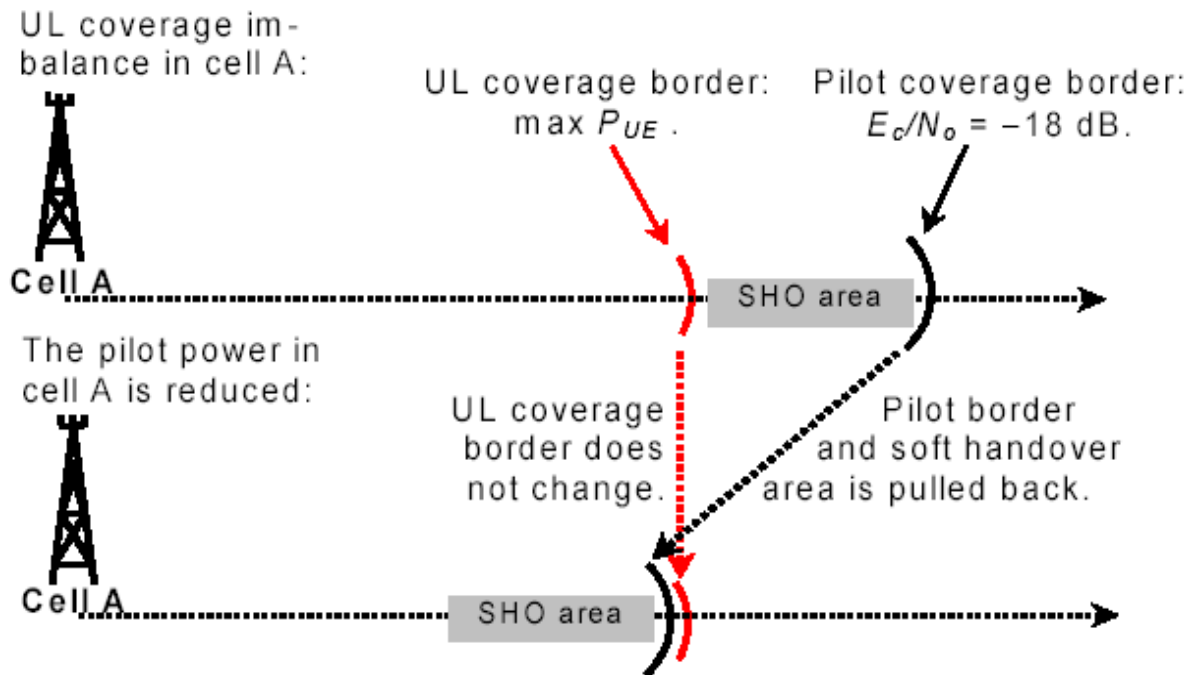 UL coverage im-
balance in cell A:
UL coverage border:
max P_UE .
Pilot coverage border:
E_c/N_o = –18 dB.
Cell A
SHO area
The pilot power in
cell A is reduced:
UL coverage
border does
not change.
Pilot border
and soft handover
area is pulled back.
Cell A
SHO area